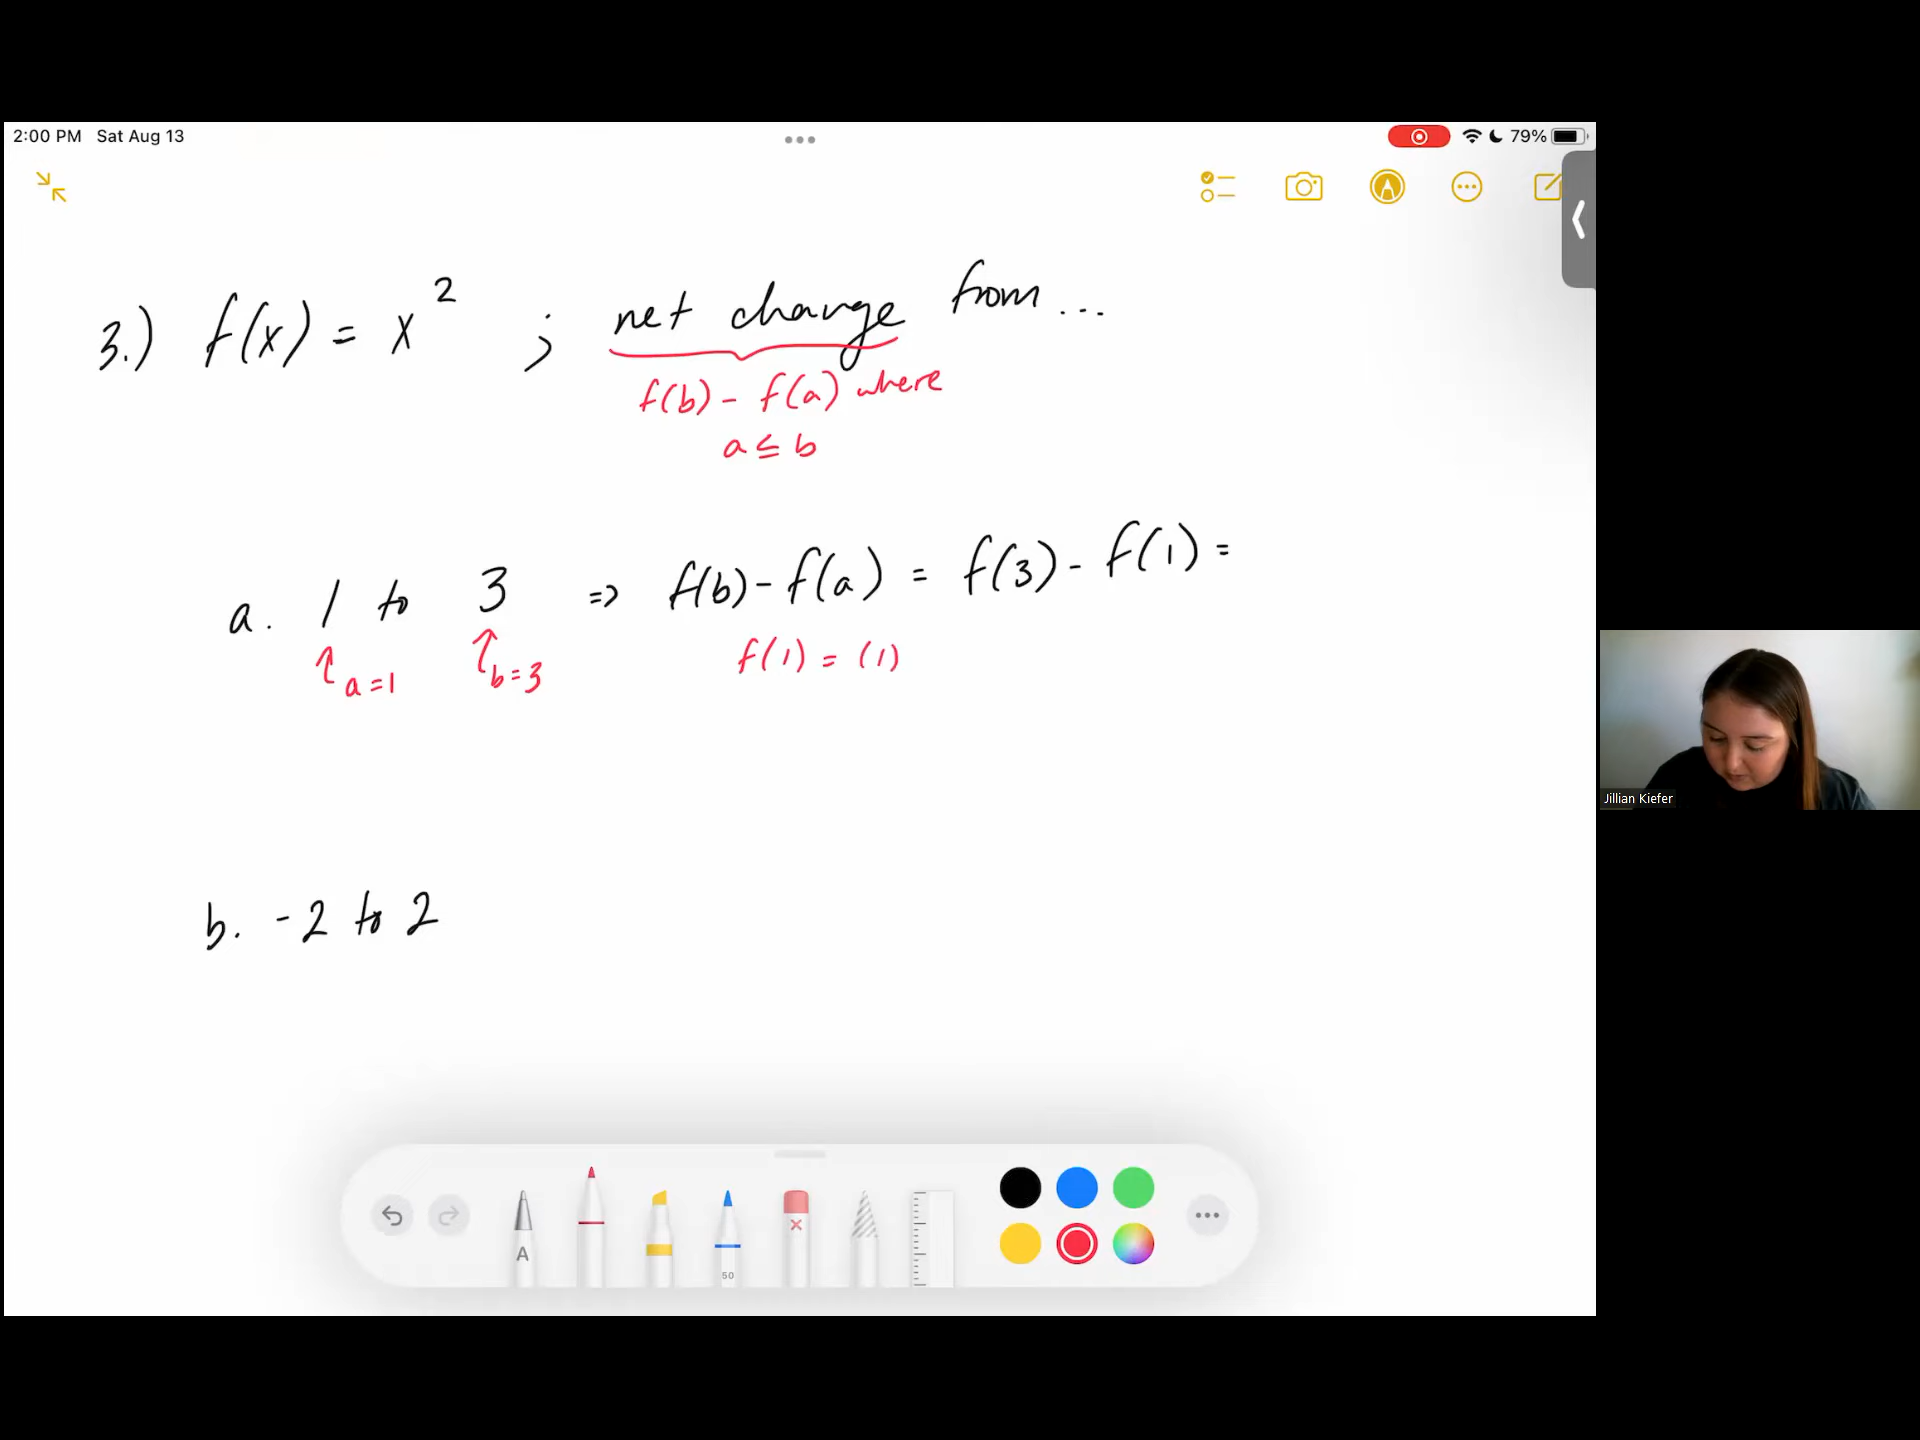 2:00 PM Sat Aug 13
79%
3.) f(x) = x² ; net change from...
f(b) - f(a) where
a ≤ b
a. 1 to 3 => f(b) - f(a) = f(3) - f(1) =
a=1 b=3 f(1) = (1)
Jillian Kiefer
b. -2 to 2
A
50